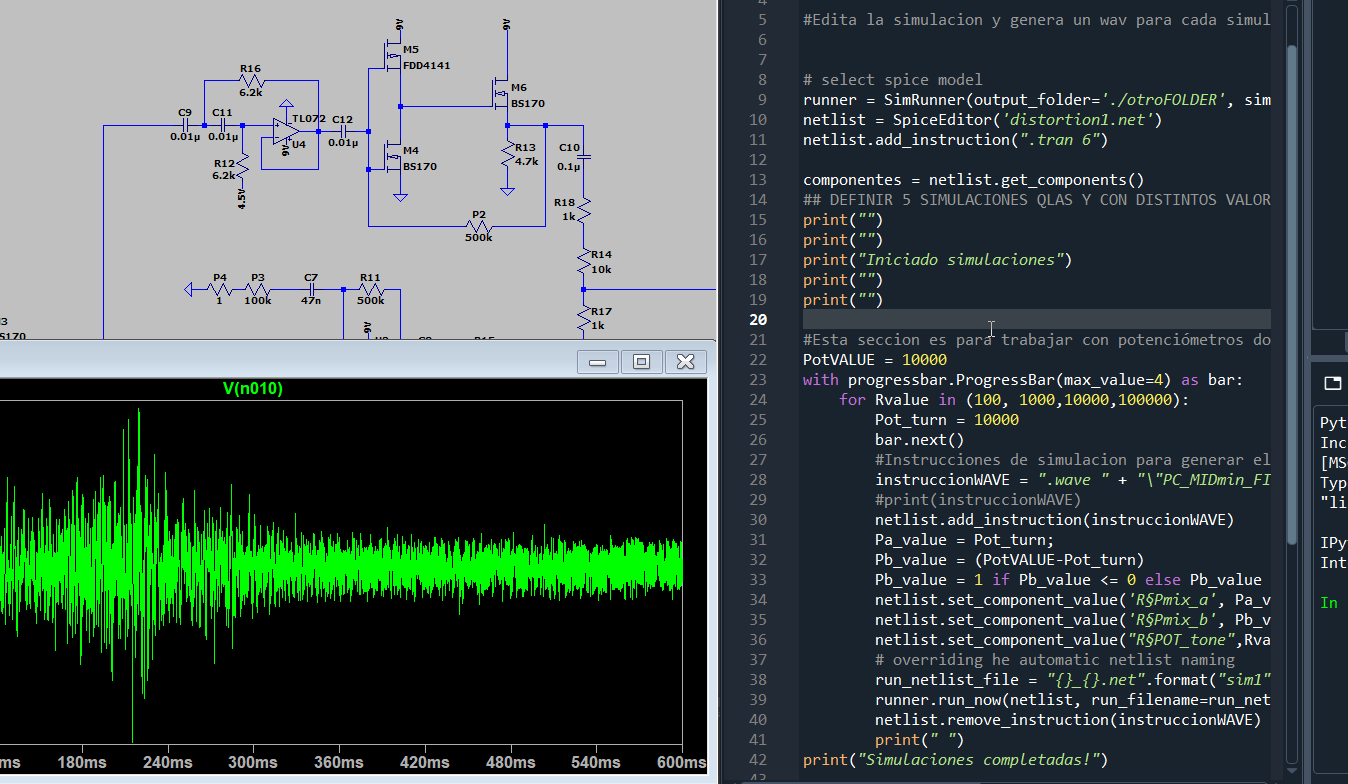 9V
9V
M5
FDD4141
R16
6.2k
M6
BS170
C9
C11
0.01µ
0.01µ
TL072
U4
9V
C12
0.01µ
M4
BS170
R12
6.2k
4.5V
R13
4.7k
C10
0.1µ
R18
1k
P2
500k
R14
10k
P4
1
P3
100k
C7
47n
R11
500k
R17
1k
9V
S170
V(n010)
180ms
240ms
300ms
360ms
420ms
480ms
540ms
600ms
5 #Edita la simulacion y genera un wav para cada simul
6
7
8 # select spice model
9 runner = SimRunner(output_folder='./otroFOLDER', sim
10 netlist = SpiceEditor('distortion1.net')
11 netlist.add_instruction(".tran 6")
12
13 componentes = netlist.get_components()
14 ## DEFINIR 5 SIMULACIONES QLAS Y CON DISTINTOS VALOR
15 print("")
16 print("")
17 print("Iniciado simulaciones")
18 print("")
19 print("")
20
21 #Esta seccion es para trabajar con potenciómetros do
22 PotVALUE = 10000
23 with progressbar.ProgressBar(max_value=4) as bar:
24 for Rvalue in (100, 1000,10000,100000):
25 Pot_turn = 10000
26 bar.next()
27 #Instrucciones de simulacion para generar el
28 instruccionWAVE = ".wave " + "\"PC_MIDmin_FI
29 #print(instruccionWAVE)
30 netlist.add_instruction(instruccionWAVE)
31 Pa_value = Pot_turn;
32 Pb_value = (PotVALUE-Pot_turn)
33 Pb_value = 1 if Pb_value <= 0 else Pb_value
34 netlist.set_component_value('R§Pmix_a', Pa_v
35 netlist.set_component_value('R§Pmix_b', Pb_v
36 netlist.set_component_value("R§POT_tone",Rva
37 # overriding he automatic netlist naming
38 run_netlist_file = "{}_{}.net".format("sim1"
39 runner.run_now(netlist, run_filename=run_net
40 netlist.remove_instruction(instruccionWAVE)
41 print(" ")
42 print("Simulaciones completadas!")
Pyt
Inc
[MS
Typ
"li
IPy
Int
In